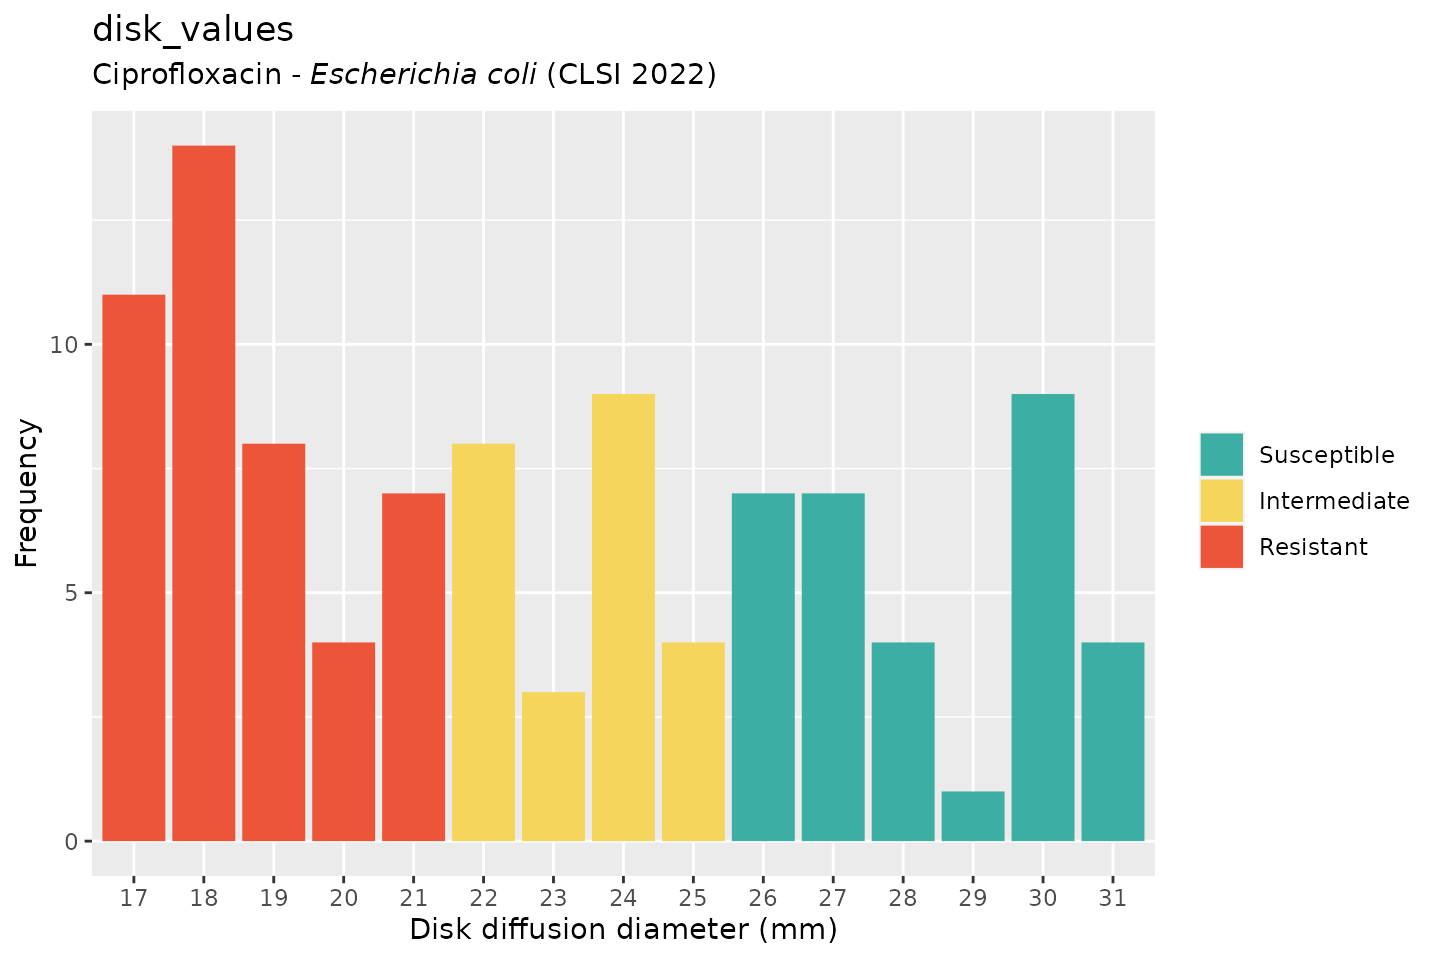 disk_values
Ciprofloxacin - Escherichia coli (CLSI 2022)
Frequency
10
5
0
17 18 19 20 21 22 23 24 25 26 27 28 29 30 31
Disk diffusion diameter (mm)
Susceptible
Intermediate
Resistant